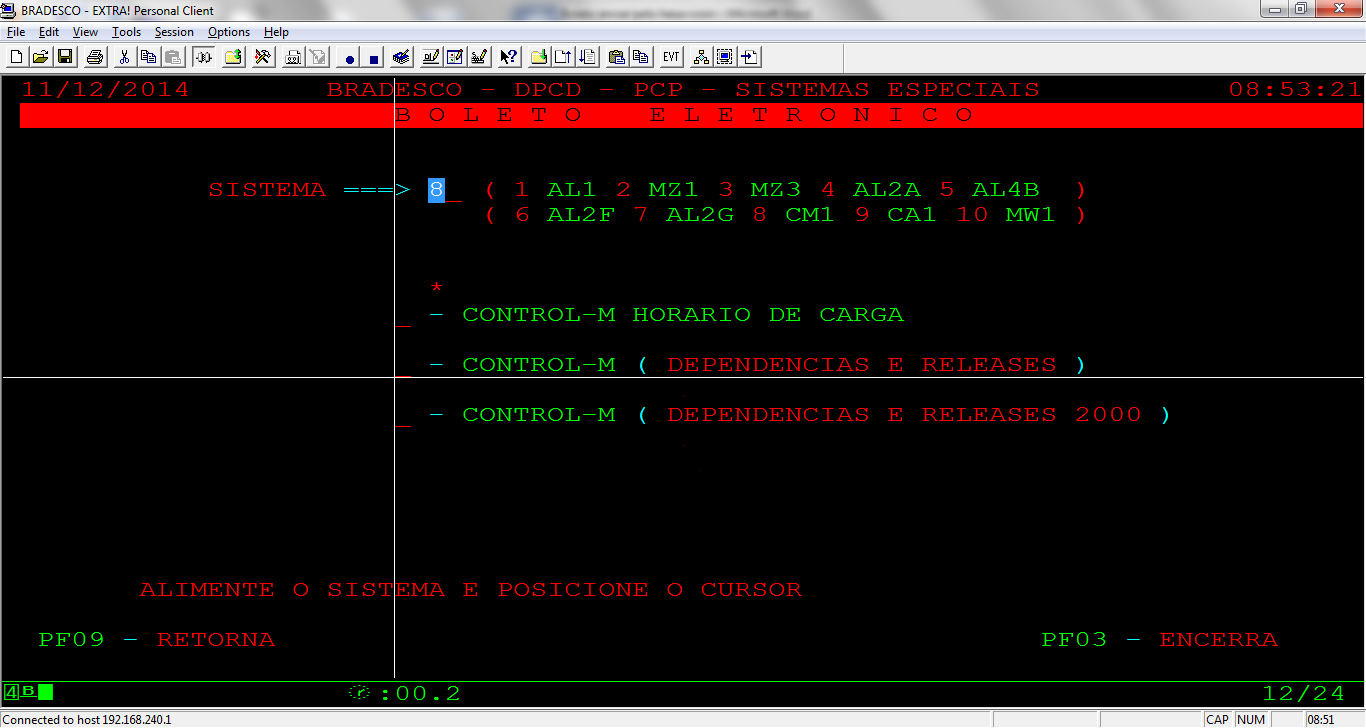 BRADESCO - EXTRA! Personal Client
File Edit View Tools Session Options Help
EVT
11/12/2014 BRADESCO - DPCD - PCP - SISTEMAS ESPECIAIS 08:53:21
B O L E T O E L E T R O N I C O
SISTEMA ===> 8_ ( 1 AL1 2 MZ1 3 MZ3 4 AL2A 5 AL4B )
( 6 AL2F 7 AL2G 8 CM1 9 CA1 10 MW1 )
*
_ - CONTROL-M HORARIO DE CARGA
_ - CONTROL-M ( DEPENDENCIAS E RELEASES )
_ - CONTROL-M ( DEPENDENCIAS E RELEASES 2000 )
ALIMENTE O SISTEMA E POSICIONE O CURSOR
PF09 - RETORNA PF03 - ENCERRA
4B :00.2 12/24
Connected to host 192.168.240.1 CAP NUM 08:51